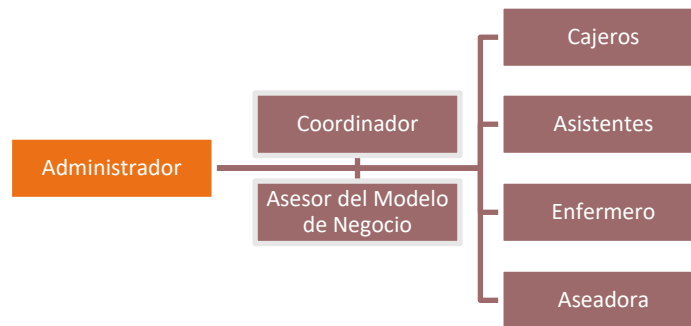 Administrador
Coordinador
Asesor del Modelo
de Negocio
Cajeros
Asistentes
Enfermero
Aseadora